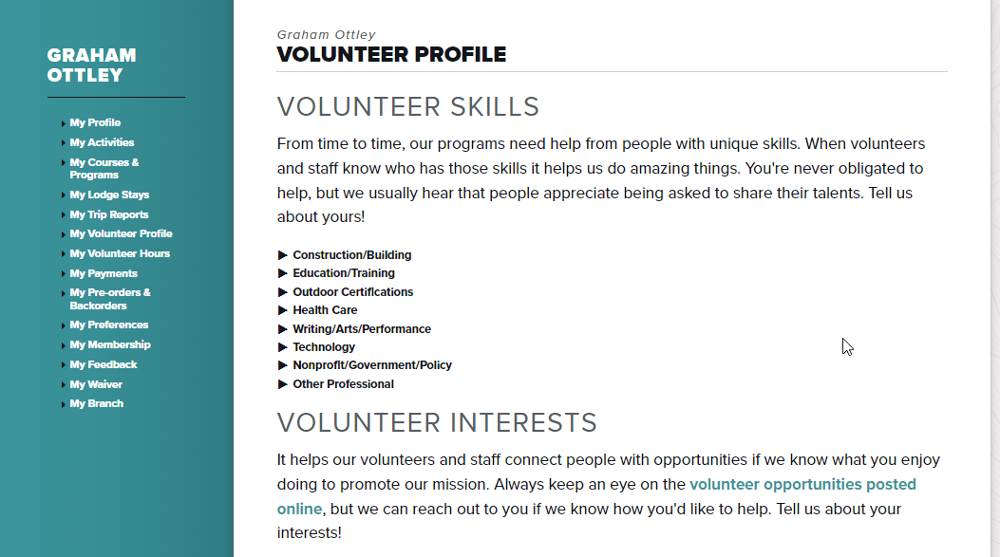 GRAHAM
OTTLEY
My Profile
My Activities
My Courses &
Programs
My Lodge Stays
My Trip Reports
My Volunteer Profile
My Volunteer Hours
My Payments
My Pre-orders &
Backorders
My Preferences
My Membership
My Feedback
My Waiver
My Branch
Graham Ottley
VOLUNTEER PROFILE
VOLUNTEER SKILLS
From time to time, our programs need help from people with unique skills. When volunteers
and staff know who has those skills it helps us do amazing things. You're never obligated to
help, but we usually hear that people appreciate being asked to share their talents. Tell us
about yours!
Construction/Building
Education/Training
Outdoor Certifications
Health Care
Writing/Arts/Performance
Technology
Nonprofit/Government/Policy
Other Professional
VOLUNTEER INTERESTS
It helps our volunteers and staff connect people with opportunities if we know what you enjoy
doing to promote our mission. Always keep an eye on the volunteer opportunities posted
online, but we can reach out to you if we know how you'd like to help. Tell us about your
interests!